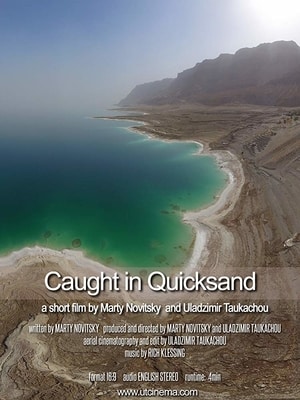 Caught in Quicksand
a short film by Marty Novitsky and Uladzimir Taukachou
written by MARTY NOVITSKY produced and directed by MARTY NOVITSKY and ULADZIMIR TAUKACHOU
aerial cinematography and edit by ULADZIMIR TAUKACHOU
music by RICH KLESSING
format 16:9 audio ENGLISH STEREO runtime: 4min
www.utcinema.com